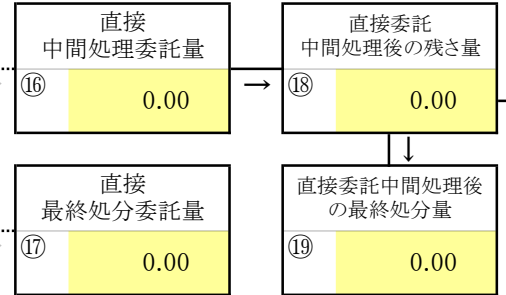 直接
中間処理委託量
⑯ 0.00
→
直接委託
中間処理後の残さ量
⑱ 0.00
↓
直接
最終処分委託量
⑰ 0.00
直接委託中間処理後
の最終処分量
⑲ 0.00